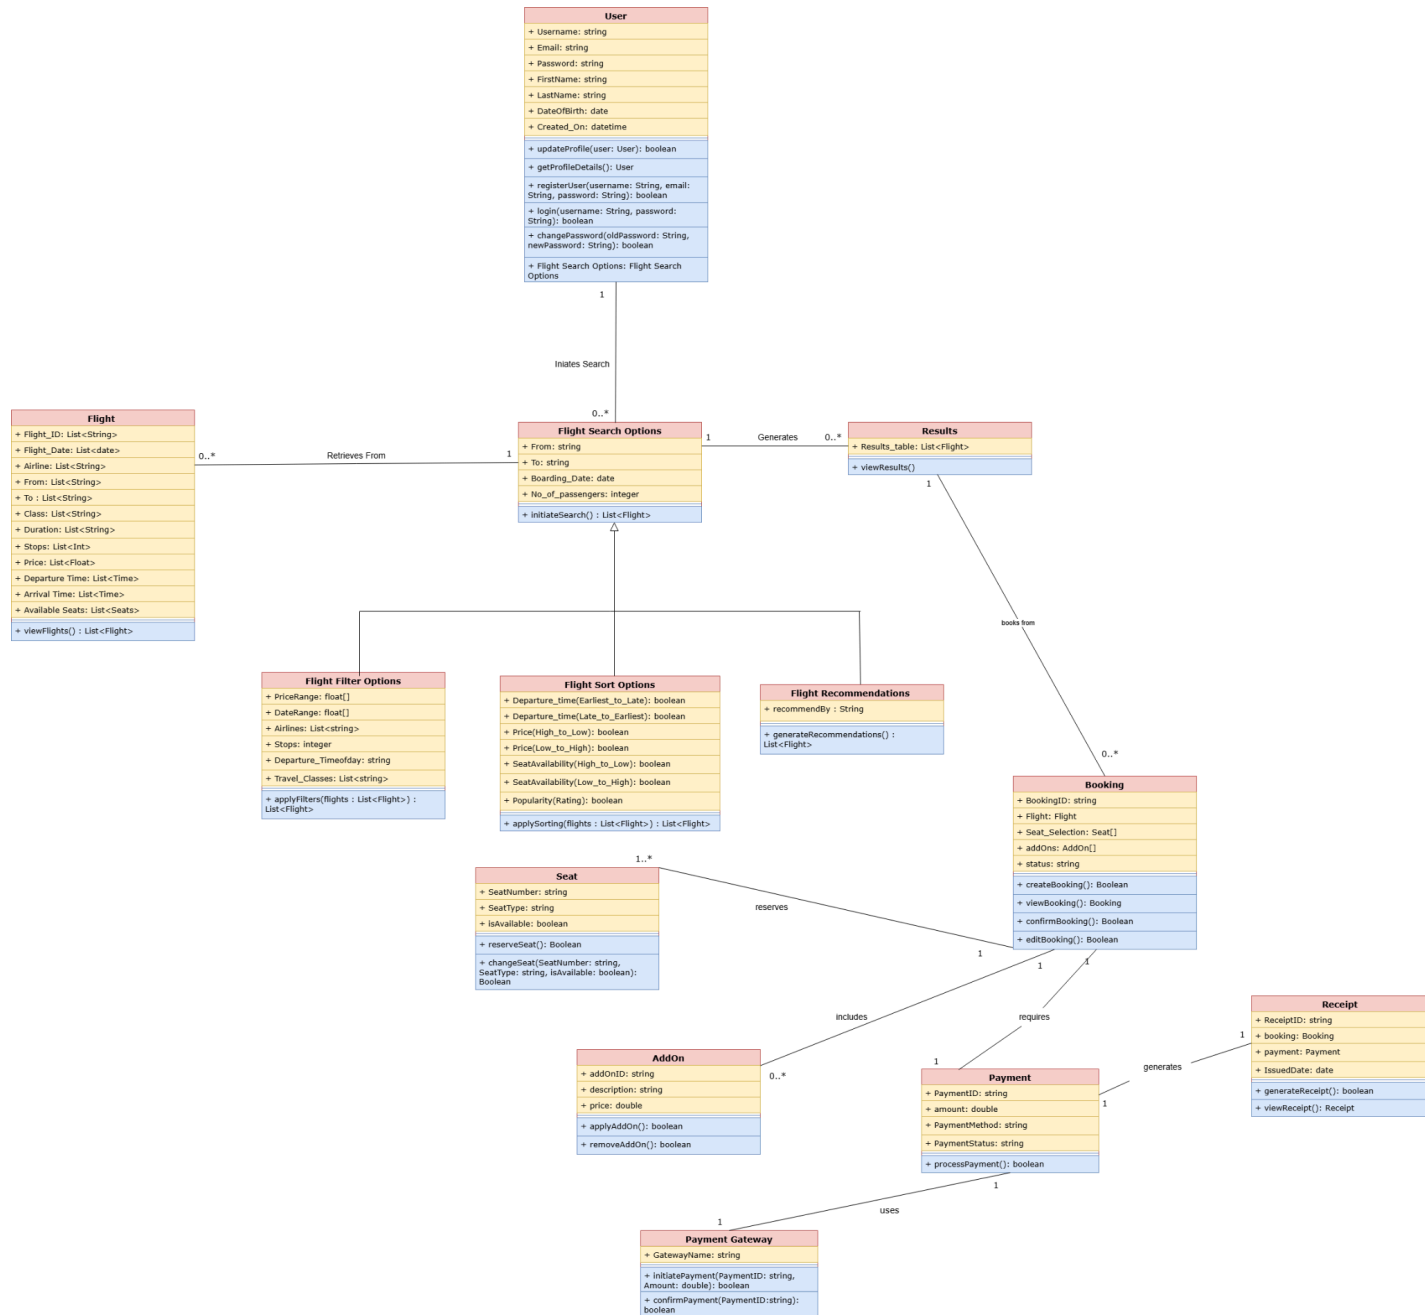 User
+ Username: string
+ Email: string
+ Password: string
+ FirstName: string
+ LastName: string
+ DateOfBirth: date
+ Created_On: datetime
+ updateProfile(user: User): boolean
+ getProfileDetails(): User
+ registerUser(username: String, email:
String, password: String): boolean
+ login(username: String, password:
String): boolean
+ changePassword(oldPassword: String,
newPassword: String): boolean
+ Flight Search Options: Flight Search
Options
1
Iniates Search
0..*
Flight
+ Flight_ID: List<String>
+ Flight_Date: List<date>
+ Airline: List<String>
+ From: List<String>
+ To : List<String>
+ Class: List<String>
+ Duration: List<String>
+ Stops: List<Int>
+ Price: List<Float>
+ Departure Time: List<Time>
+ Arrival Time: List<Time>
+ Available Seats: List<Seats>
+ viewFlights() : List<Flight>
0..*
Retrieves From
1
Flight Search Options
+ From: string
+ To: string
+ Boarding_Date: date
+ No_of_passengers: integer
+ initiateSearch() : List<Flight>
1
Generates
0..*
Results
+ Results_table: List<Flight>
+ viewResults()
1
books from
0..*
Flight Filter Options
+ PriceRange: float[]
+ DateRange: float[]
+ Airlines: List<string>
+ Stops: integer
+ Departure_Timeofday: string
+ Travel_Classes: List<string>
+ applyFilters(flights : List<Flight>) :
List<Flight>
Flight Sort Options
+ Departure_time(Earliest_to_Late): boolean
+ Departure_time(Late_to_Earliest): boolean
+ Price(High_to_Low): boolean
+ Price(Low_to_High): boolean
+ SeatAvailability(High_to_Low): boolean
+ SeatAvailability(Low_to_High): boolean
+ Popularity(Rating): boolean
+ applySorting(flights : List<Flight>) : List<Flight>
Flight Recommendations
+ recommendBy : String
+ generateRecommendations() :
List<Flight>
Booking
+ BookingID: string
+ Flight: Flight
+ Seat_Selection: Seat[]
+ addOns: AddOn[]
+ status: string
+ createBooking(): Boolean
+ viewBooking(): Booking
+ confirmBooking(): Boolean
+ editBooking(): Boolean
1..*
reserves
1
Seat
+ SeatNumber: string
+ SeatType: string
+ isAvailable: boolean
+ reserveSeat(): Boolean
+ changeSeat(SeatNumber: string,
SeatType: string, isAvailable: boolean):
Boolean
1
includes
0..*
AddOn
+ addOnID: string
+ description: string
+ price: double
+ applyAddOn(): boolean
+ removeAddOn(): boolean
1
requires
1
Payment
+ PaymentID: string
+ amount: double
+ PaymentMethod: string
+ PaymentStatus: string
+ processPayment(): boolean
1
generates
1
Receipt
+ ReceiptID: string
+ booking: Booking
+ payment: Payment
+ IssuedDate: date
+ generateReceipt(): boolean
+ viewReceipt(): Receipt
1
uses
1
Payment Gateway
+ GatewayName: string
+ initiatePayment(PaymentID: string,
Amount: double): boolean
+ confirmPayment(PaymentID:string):
boolean